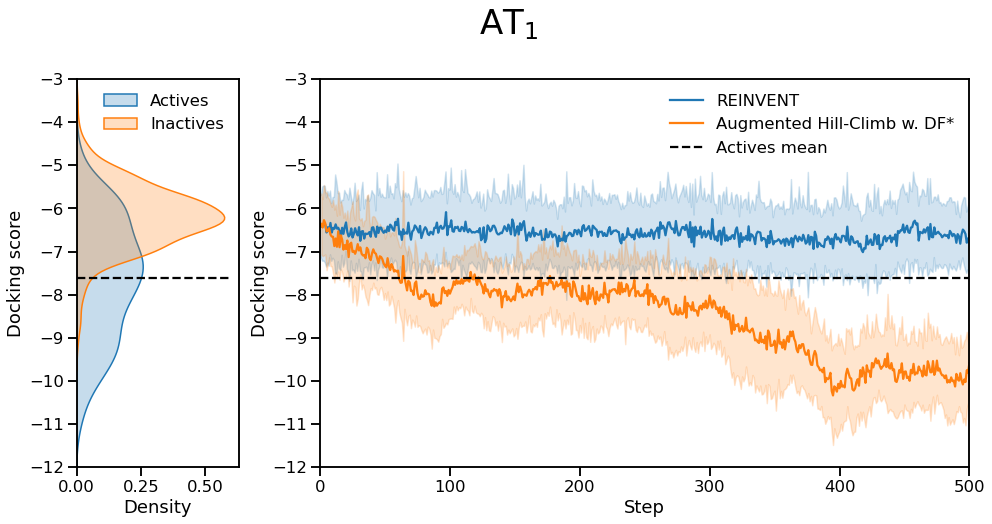 AT₁
−3
−4
−5
−6
−7
−8
−9
−10
−11
−12
Docking score
Actives
Inactives
0.00 0.25 0.50
Density
−3
−4
−5
−6
−7
−8
−9
−10
−11
−12
Docking score
REINVENT
Augmented Hill-Climb w. DF*
Actives mean
0 100 200 300 400 500
Step